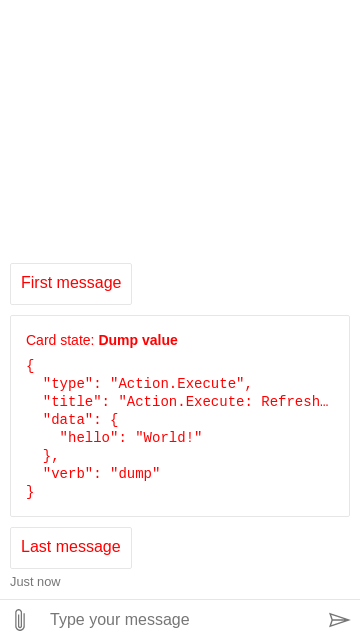 First message
Card state: Dump value
{
  "type": "Action.Execute",
  "title": "Action.Execute: Refresh…
  "data": {
    "hello": "World!"
  },
  "verb": "dump"
}
Last message
Just now
Type your message